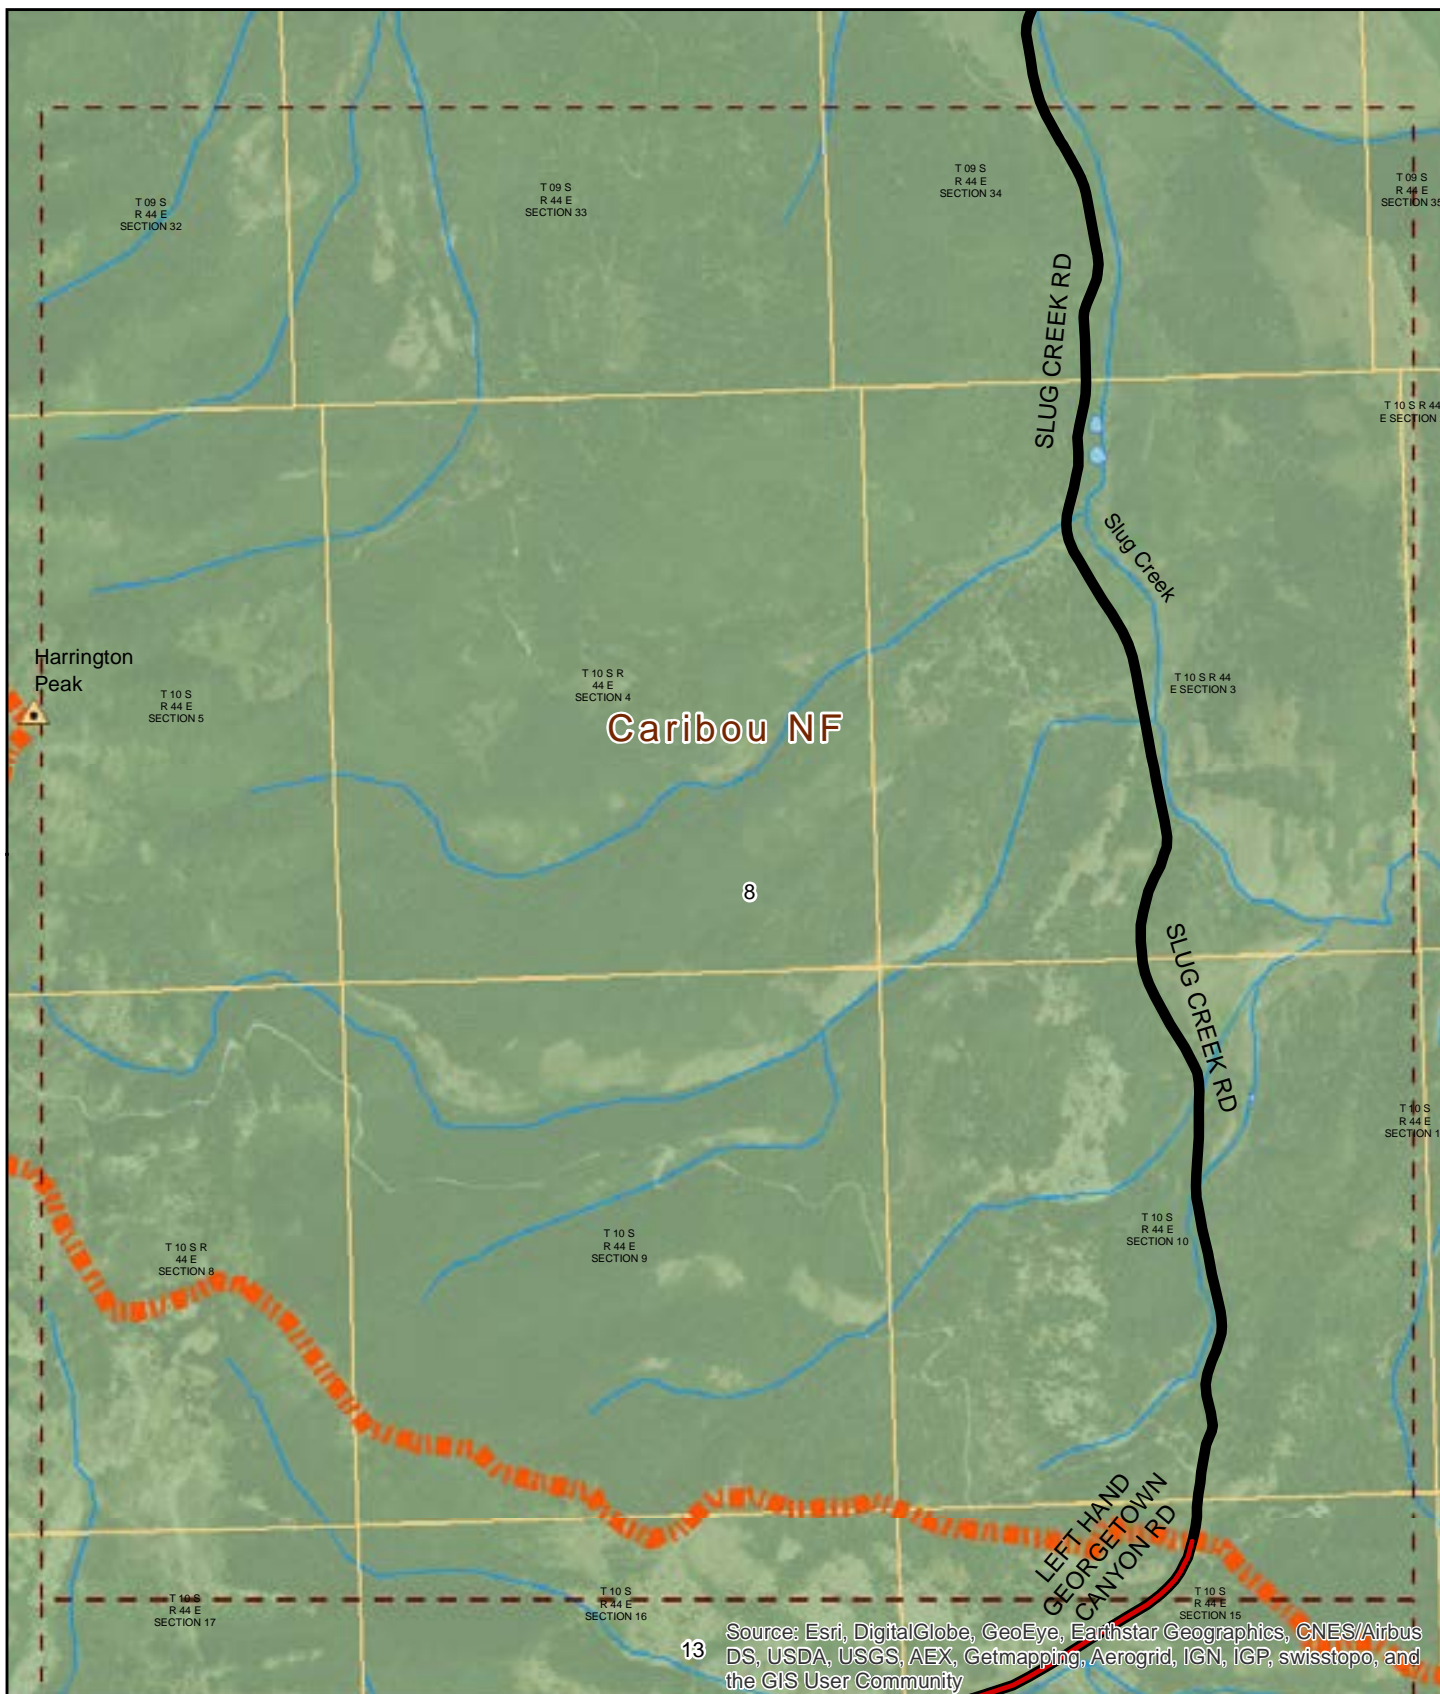 T 09 S
R 44 E
SECTION 32
T 09 S
R 44 E
SECTION 33
T 09 S
R 44 E
SECTION 34
T 09 S
R 44 E
SECTION 35
SLUG CREEK RD
T 10 S R 44
E SECTION
Slug Creek
Harrington
Peak
T 10 S
R 44 E
SECTION 5
T 10 S R
44 E
SECTION 4
T 10 S R 44
E SECTION 3
Caribou NF
8
SLUG CREEK RD
T 10 S
R 44 E
SECTION 1
T 10 S R
44 E
SECTION 8
T 10 S
R 44 E
SECTION 9
T 10 S
R 44 E
SECTION 10
LEFT HAND
GEORGETOWN
CANYON RD
T 10 S
R 44 E
SECTION 17
T 10 S
R 44 E
SECTION 16
T 10 S
R 44 E
SECTION 15
13
Source: Esri, DigitalGlobe, GeoEye, Earthstar Geographics, CNES/Airbus
DS, USDA, USGS, AEX, Getmapping, Aerogrid, IGN, IGP, swisstopo, and
the GIS User Community